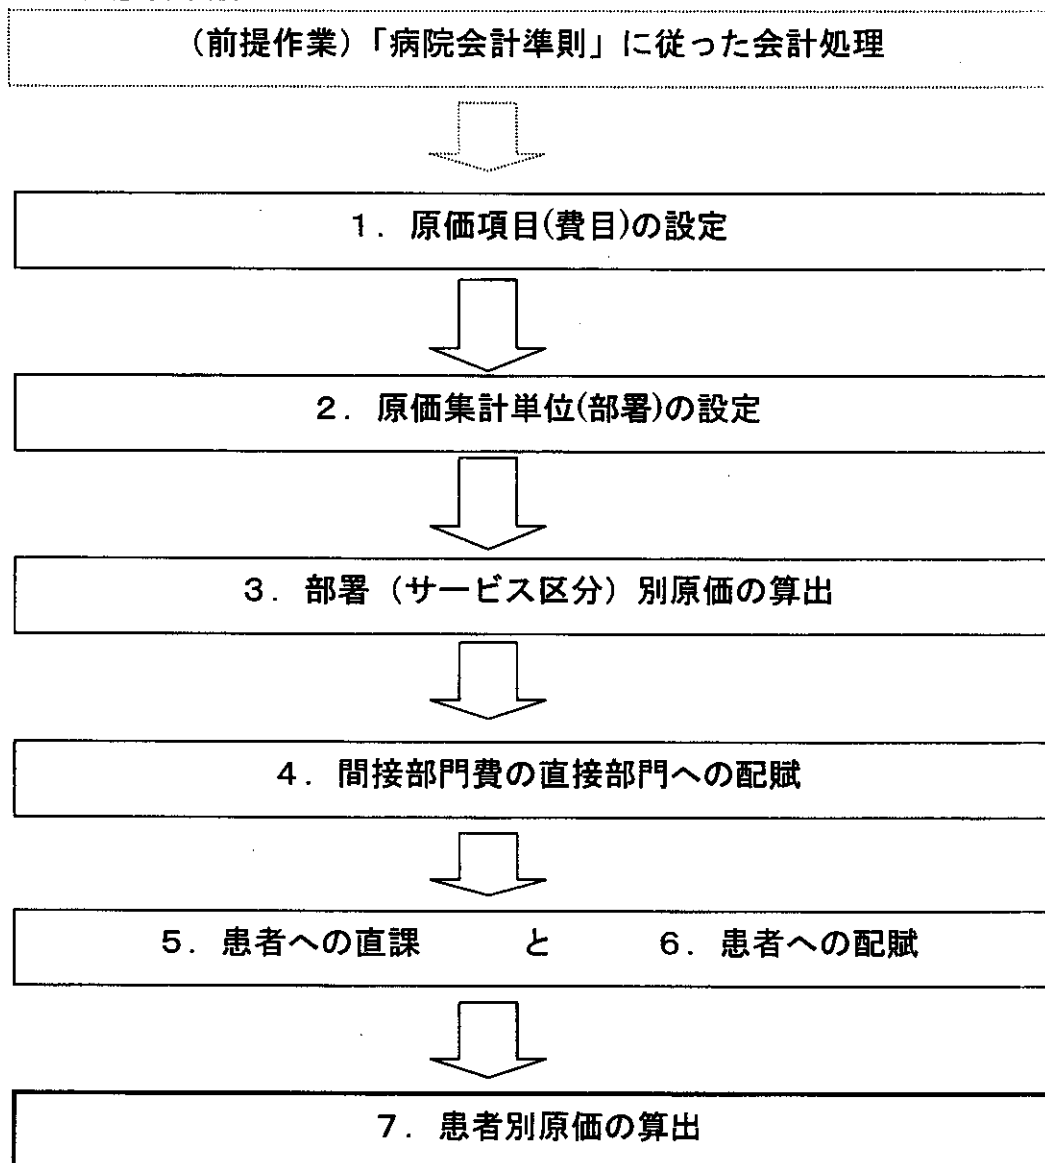 (前提作業)「病院会計準則」に従った会計処理
1. 原価項目(費目)の設定
2. 原価集計単位(部署)の設定
3. 部署(サービス区分)別原価の算出
4. 間接部門費の直接部門への配賦
5. 患者への直課 と 6. 患者への配賦
7. 患者別原価の算出